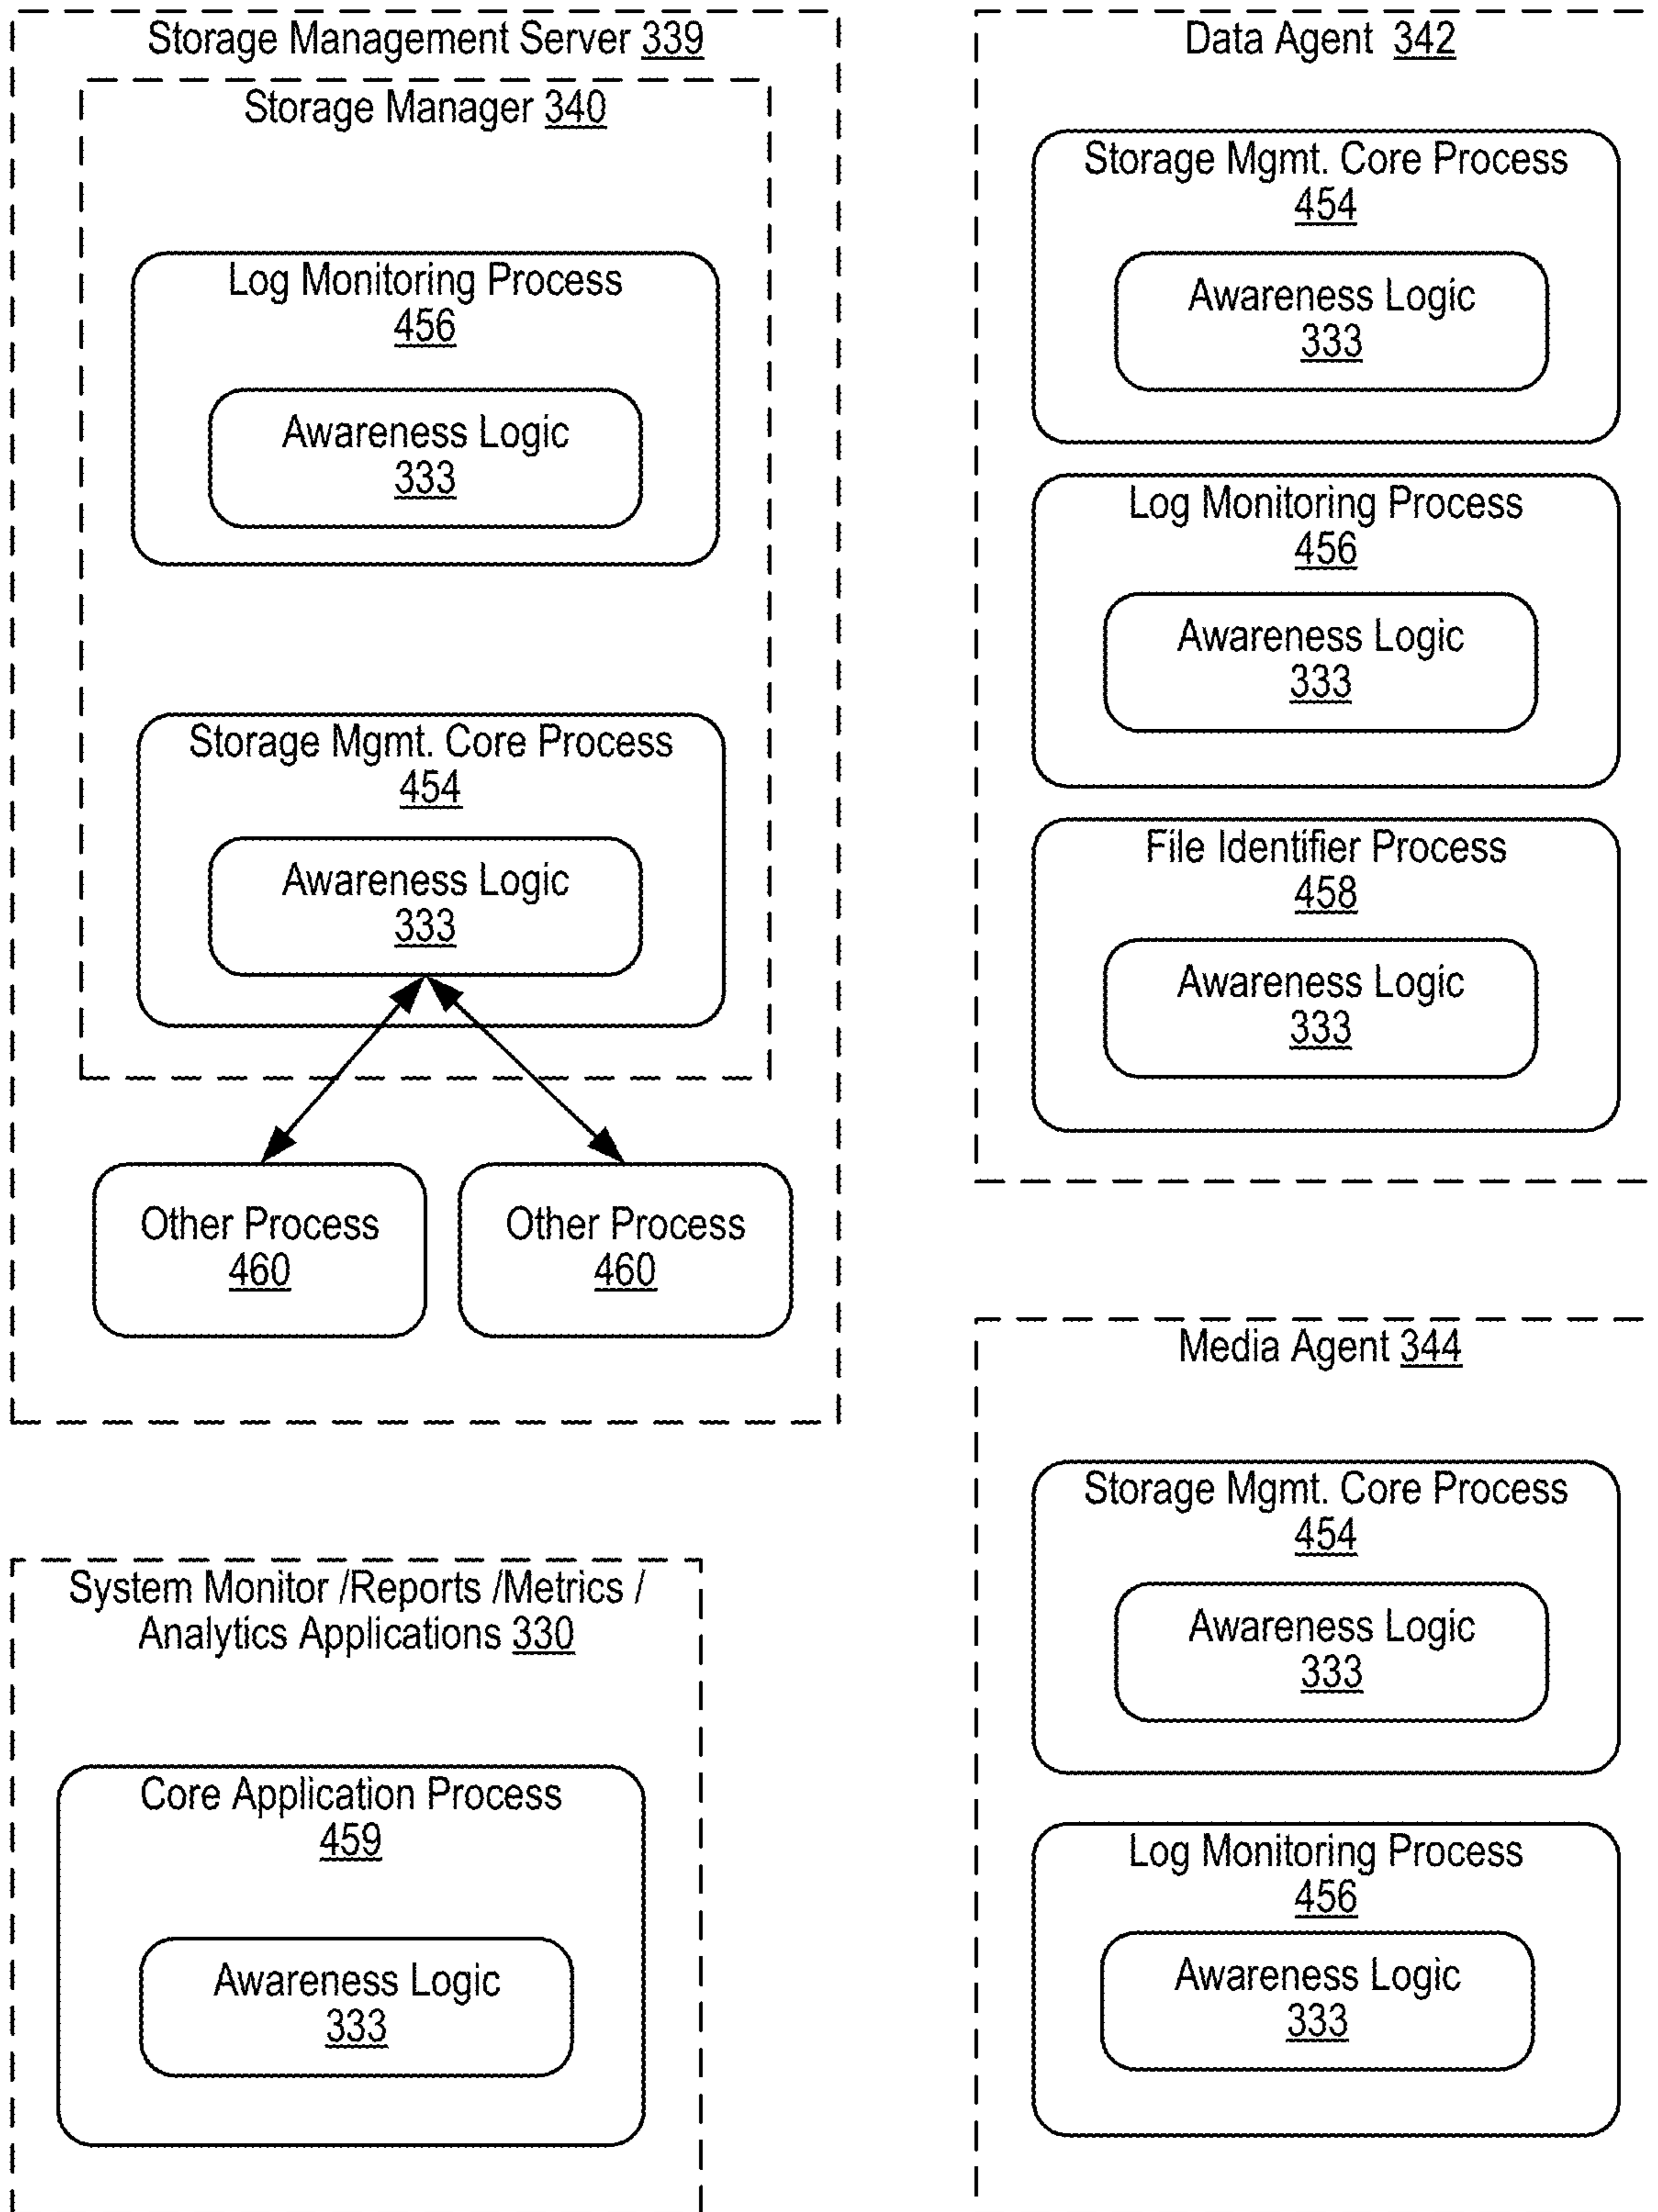 Storage Management Server 339
Storage Manager 340
Log Monitoring Process
456
Awareness Logic
333
Storage Mgmt. Core Process
454
Awareness Logic
333
Other Process
460
Other Process
460
System Monitor /Reports /Metrics /
Analytics Applications 330
Core Application Process
459
Awareness Logic
333
Data Agent 342
Storage Mgmt. Core Process
454
Awareness Logic
333
Log Monitoring Process
456
Awareness Logic
333
File Identifier Process
458
Awareness Logic
333
Media Agent 344
Storage Mgmt. Core Process
454
Awareness Logic
333
Log Monitoring Process
456
Awareness Logic
333